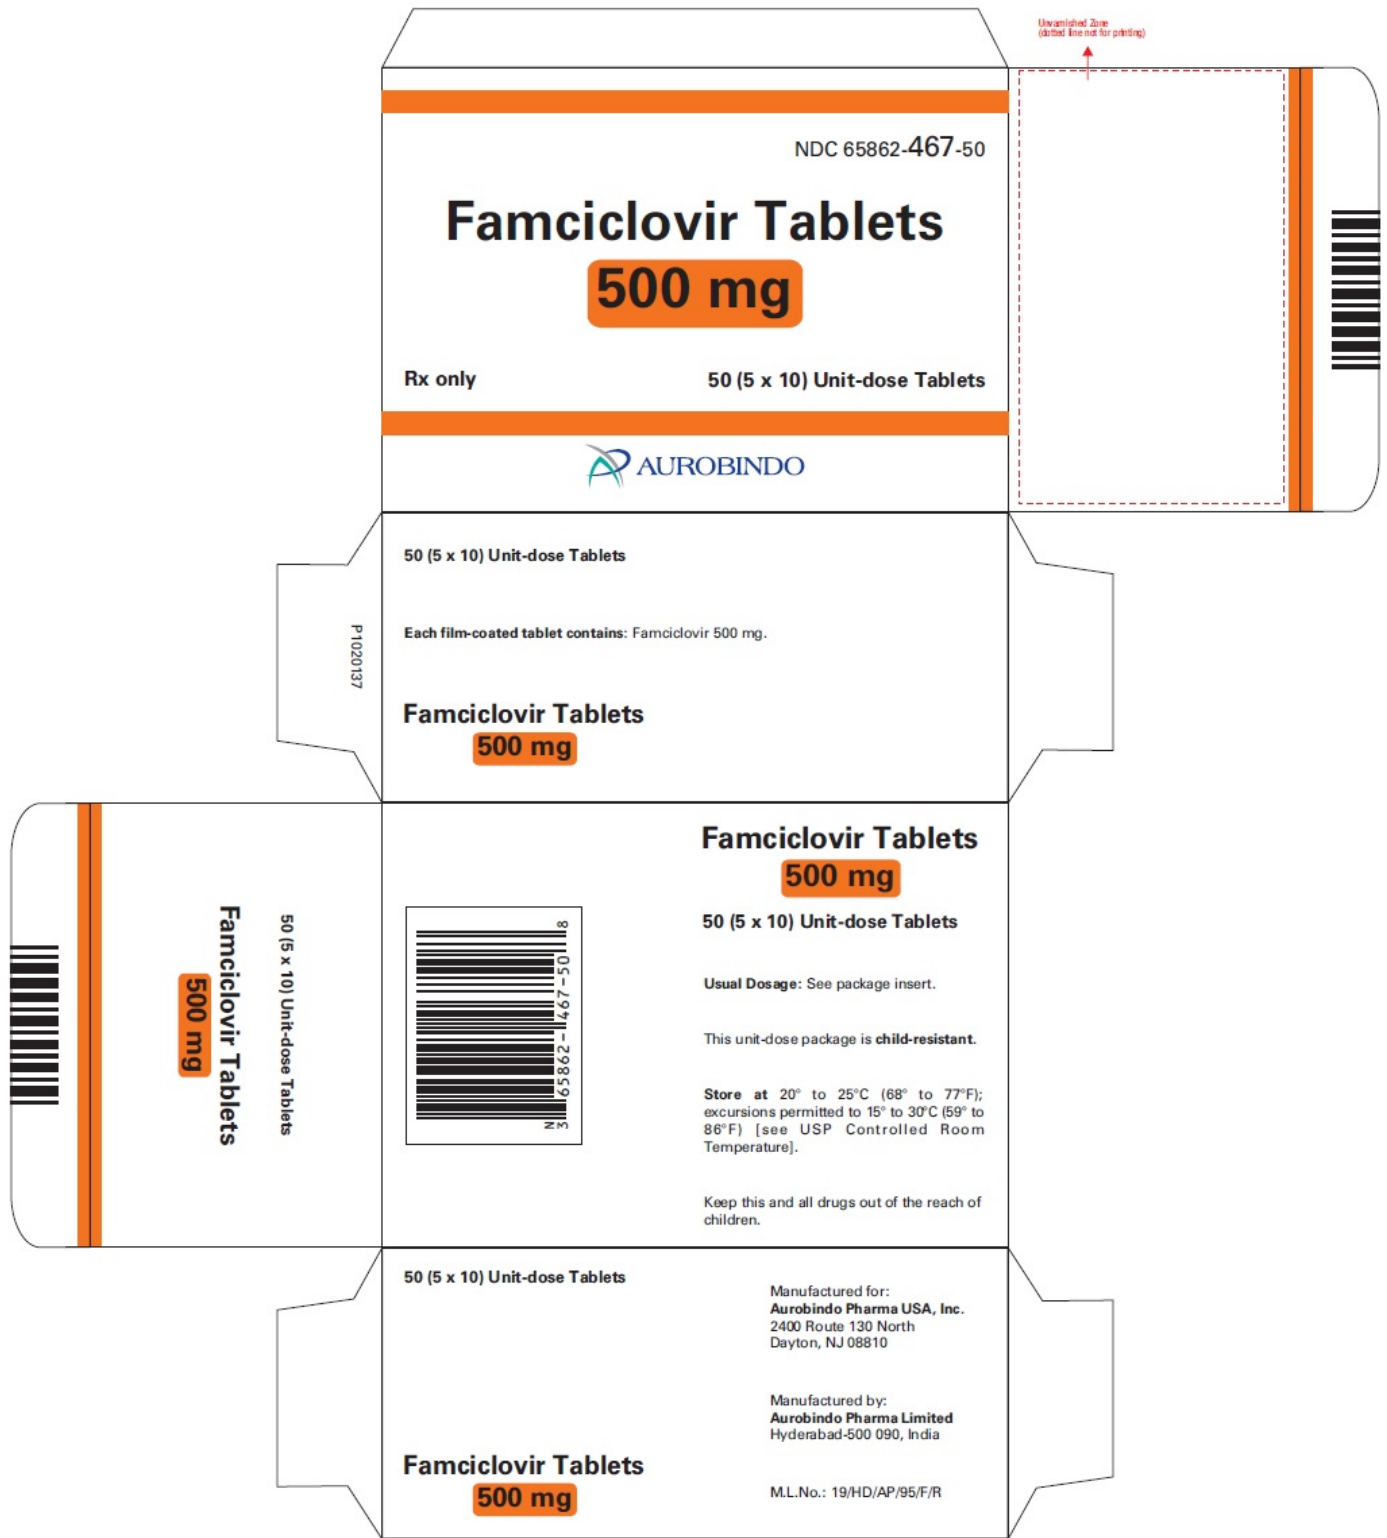 Unvarnished Zone
(dotted line not for printing)
NDC 65862-467-50
Famciclovir Tablets
500 mg
Rx only
50 (5 x 10) Unit-dose Tablets
AUROBINDO
50 (5 x 10) Unit-dose Tablets
Each film-coated tablet contains: Famciclovir 500 mg.
P1020137
Famciclovir Tablets
500 mg
50 (5 x 10) Unit-dose Tablets
Famciclovir Tablets
500 mg
N
3 65862-467-50 8
Famciclovir Tablets
500 mg
50 (5 x 10) Unit-dose Tablets
Usual Dosage: See package insert.
This unit-dose package is child-resistant.
Store at 20° to 25°C (68° to 77°F);
excursions permitted to 15° to 30°C (59° to
86°F) [see USP Controlled Room
Temperature].
Keep this and all drugs out of the reach of
children.
50 (5 x 10) Unit-dose Tablets
Famciclovir Tablets
500 mg
Manufactured for:
Aurobindo Pharma USA, Inc.
2400 Route 130 North
Dayton, NJ 08810
Manufactured by:
Aurobindo Pharma Limited
Hyderabad-500 090, India
M.L.No.: 19/HD/AP/95/F/R